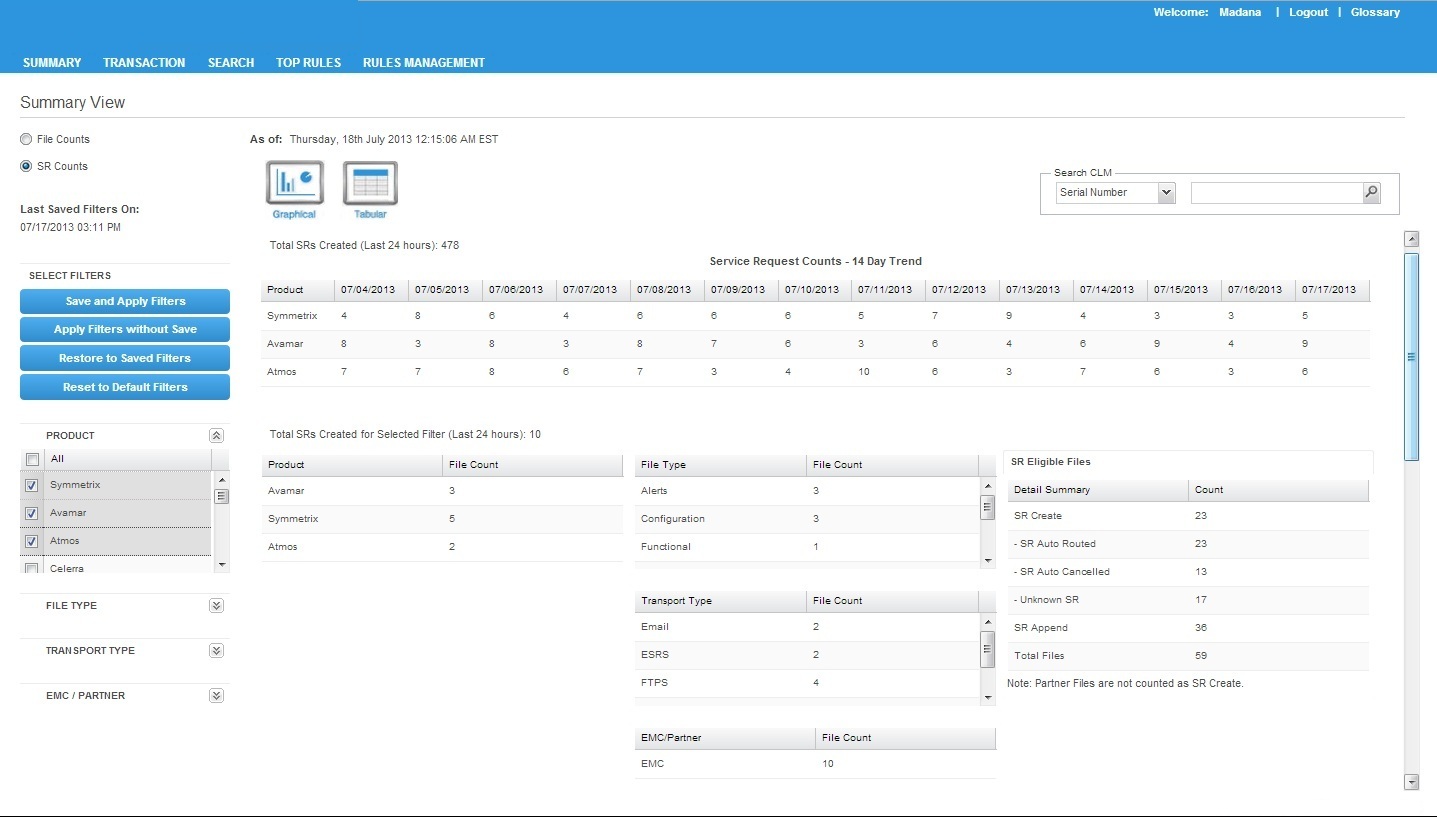 Welcome: Madana | Logout | Glossary
SUMMARY TRANSACTION SEARCH TOP RULES RULES MANAGEMENT
Summary View
File Counts
SR Counts
As of: Thursday, 18th July 2013 12:15:06 AM EST
Graphical Tabular
Search CLM
Serial Number
Last Saved Filters On:
07/17/2013 03:11 PM
Total SRs Created (Last 24 hours): 478
Service Request Counts - 14 Day Trend
Product 07/04/2013 07/05/2013 07/06/2013 07/07/2013 07/08/2013 07/09/2013 07/10/2013 07/11/2013 07/12/2013 07/13/2013 07/14/2013 07/15/2013 07/16/2013 07/17/2013
Symmetrix 4 8 6 4 6 6 6 5 7 9 4 3 3 5
Avamar 8 3 8 3 8 7 6 3 6 4 6 9 4 9
Atmos 7 7 8 6 7 3 4 10 6 3 7 6 3 6
SELECT FILTERS
Save and Apply Filters
Apply Filters without Save
Restore to Saved Filters
Reset to Default Filters
PRODUCT
All
Symmetrix
Avamar
Atmos
Celerra
FILE TYPE
TRANSPORT TYPE
EMC / PARTNER
Total SRs Created for Selected Filter (Last 24 hours): 10
Product File Count
Avamar 3
Symmetrix 5
Atmos 2
File Type File Count
Alerts 3
Configuration 3
Functional 1
Transport Type File Count
Email 2
ESRS 2
FTPS 4
EMC/Partner File Count
EMC 10
SR Eligible Files
Detail Summary Count
SR Create 23
- SR Auto Routed 23
- SR Auto Cancelled 13
- Unknown SR 17
SR Append 36
Total Files 59
Note: Partner Files are not counted as SR Create.